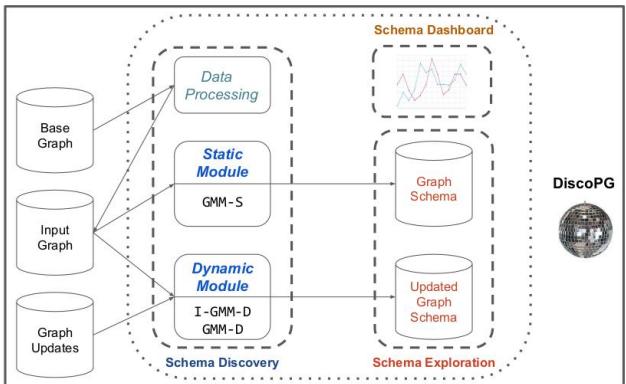 Schema Dashboard
Data
Processing
Base
Graph
Static
Module
GMM-S
Graph
Schema
DiscoPG
Input
Graph
Dynamic
Module
I-GMM-D
GMM-D
Updated
Graph
Schema
Graph
Updates
Schema Discovery
Schema Exploration